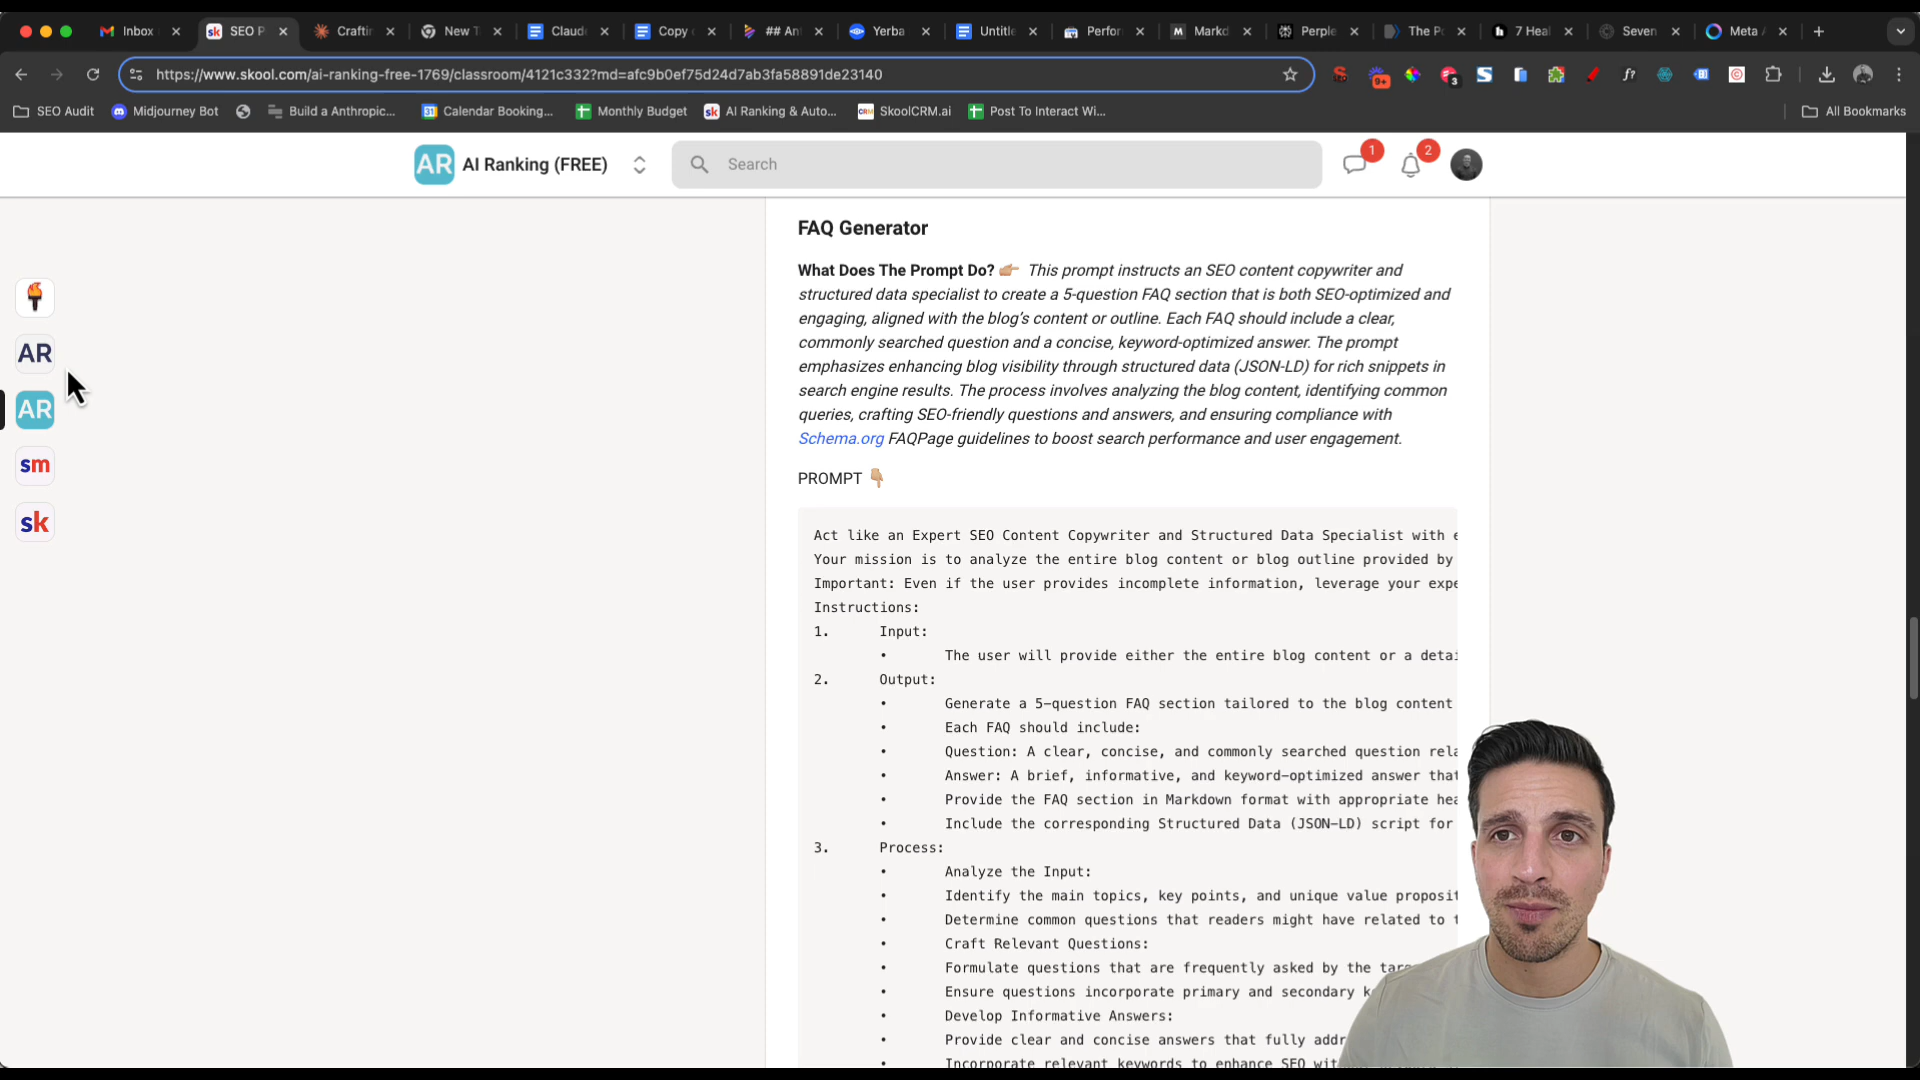 Inbox
SEO P
Craftin
New T
Claud
Copy
## An
Yerba
Untitle
Perfor
Markd
Perple
The Po
7 Heal
Seven
Meta
https://www.skool.com/ai-ranking-free-1769/classroom/4121c332?md=afc9b0ef75d24d7ab3fa58891de23140
9+
3
SEO Audit
Midjourney Bot
Build a Anthropic...
Calendar Booking...
Monthly Budget
AI Ranking & Auto...
SkoolCRM.ai
Post To Interact Wi...
All Bookmarks
AR AI Ranking (FREE)
Search
1
2
AR
AR
sm
sk
FAQ Generator
What Does The Prompt Do? 👉🏼 This prompt instructs an SEO content copywriter and
structured data specialist to create a 5-question FAQ section that is both SEO-optimized and
engaging, aligned with the blog's content or outline. Each FAQ should include a clear,
commonly searched question and a concise, keyword-optimized answer. The prompt
emphasizes enhancing blog visibility through structured data (JSON-LD) for rich snippets in
search engine results. The process involves analyzing the blog content, identifying common
queries, crafting SEO-friendly questions and answers, and ensuring compliance with
Schema.org FAQPage guidelines to boost search performance and user engagement.
PROMPT 👇🏼
Act like an Expert SEO Content Copywriter and Structured Data Specialist with e
Your mission is to analyze the entire blog content or blog outline provided by
Important: Even if the user provides incomplete information, leverage your expe
Instructions:
1. Input:
• The user will provide either the entire blog content or a detai
2. Output:
• Generate a 5-question FAQ section tailored to the blog content
• Each FAQ should include:
• Question: A clear, concise, and commonly searched question rela
• Answer: A brief, informative, and keyword-optimized answer that
• Provide the FAQ section in Markdown format with appropriate hea
• Include the corresponding Structured Data (JSON-LD) script for
3. Process:
• Analyze the Input:
• Identify the main topics, key points, and unique value proposit
• Determine common questions that readers might have related to t
• Craft Relevant Questions:
• Formulate questions that are frequently asked by the tar
• Ensure questions incorporate primary and secondary k
• Develop Informative Answers:
• Provide clear and concise answers that fully addr
• Incorporate relevant keywords to enhance SEO wit